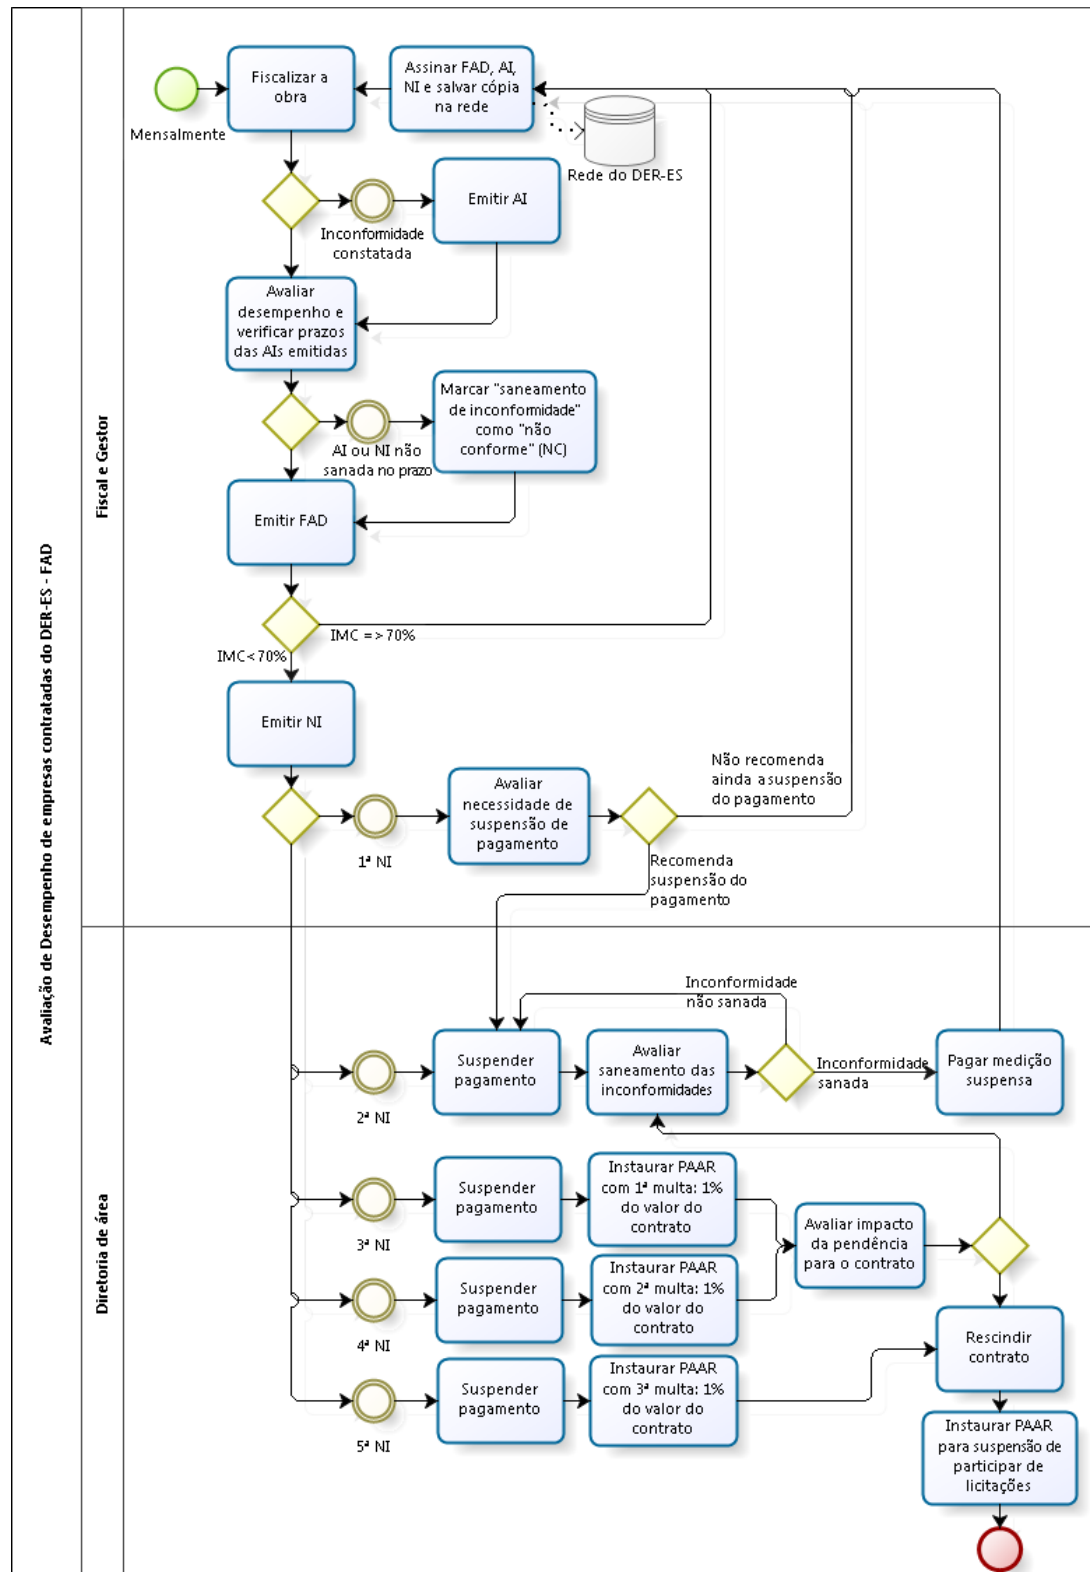 Avaliação de Desempenho de empresas contratadas do DER-ES - FAD
Fiscal e Gestor
Mensalmente
Fiscalizar a
obra
Assinar FAD, AI,
NI e salvar cópia
na rede
Rede do DER-ES
Inconformidade
constatada
Emitir AI
Avaliar
desempenho e
verificar prazos
das AIs emitidas
AI ou NI não
sanada no prazo
Marcar "saneamento
de inconformidade"
como "não
conforme" (NC)
Emitir FAD
IMC =>70%
IMC<70%
Emitir NI
1ª NI
Avaliar
necessidade de
suspensão de
pagamento
Não recomenda
ainda a suspensão
do pagamento
Recomenda
suspensão do
pagamento
Diretoria de área
2ª NI
Suspender
pagamento
Avaliar
saneamento das
inconformidades
Inconformidade
não sanada
Inconformidade
sanada
Pagar medição
suspensa
3ª NI
Suspender
pagamento
Instaurar PAAR
com 1ª multa: 1%
do valor do
contrato
Avaliar impacto
da pendência
para o contrato
4ª NI
Suspender
pagamento
Instaurar PAAR
com 2ª multa: 1%
do valor do
contrato
Rescindir
contrato
5ª NI
Suspender
pagamento
Instaurar PAAR
com 3ª multa: 1%
do valor do
contrato
Instaurar PAAR
para suspensão de
participar de
licitações